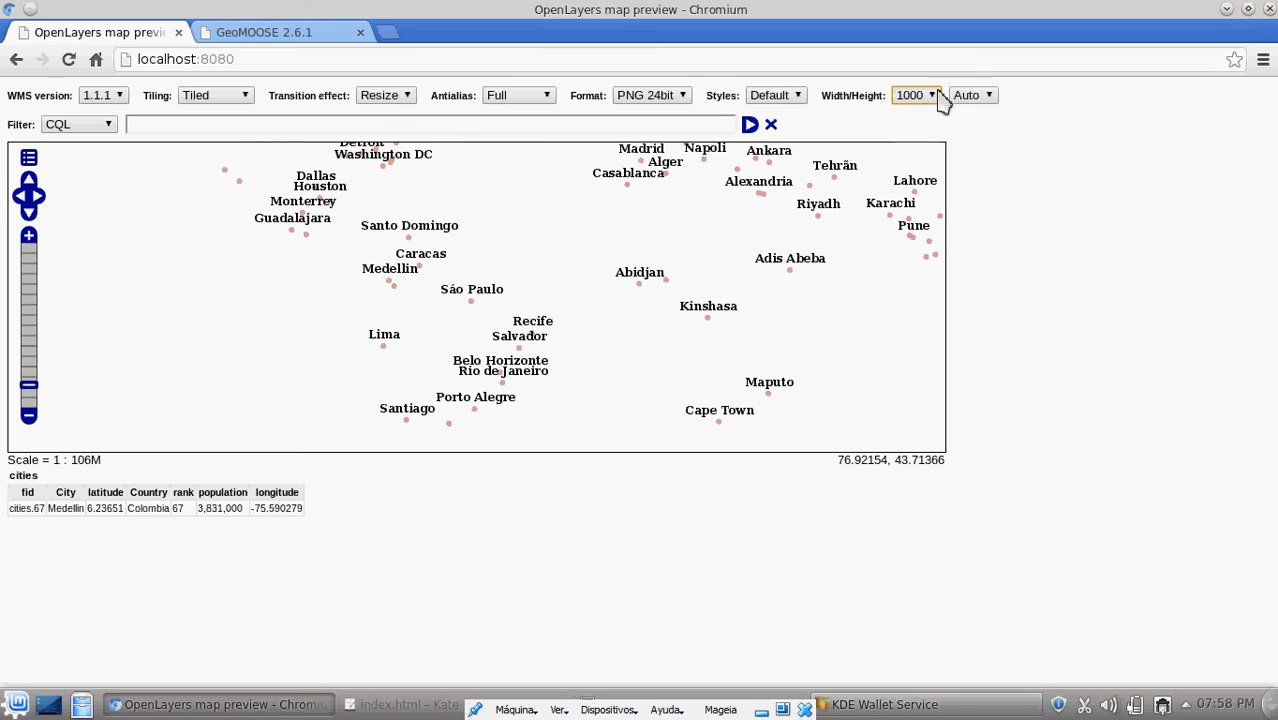 OpenLayers map preview - Chromium
OpenLayers map previe
GeoMOOSE 2.6.1
localhost:8080
WMS version: 1.1.1 Tiling: Tiled Transition effect: Resize Antialias: Full Format: PNG 24bit Styles: Default Width/Height: 1000 Auto
Filter: CQL
Detroit
Washington DC
Madrid
Napoli
Ankara
Alger
Tehrän
Casablanca
Dallas
Houston
Alexandria
Lahore
Monterrey
Riyadh
Karachi
Guadalajara
Santo Domingo
Pune
Caracas
Adis Abeba
Medellin
Abidjan
Sáo Paulo
Kinshasa
Recife
Lima
Salvador
Belo Horizonte
Rio de Janeiro
Maputo
Porto Alegre
Santiago
Cape Town
Scale = 1 : 106M
76.92154, 43.71366
cities
fid City latitude Country rank population longitude
cities.67 Medellin 6.23651 Colombia 67 3,831,000 -75.590279
OpenLayers map preview - Chromiu
index.html – Kate
Máquina Ver Dispositivos Ayuda Mageia
KDE Wallet Service
07:58 PM